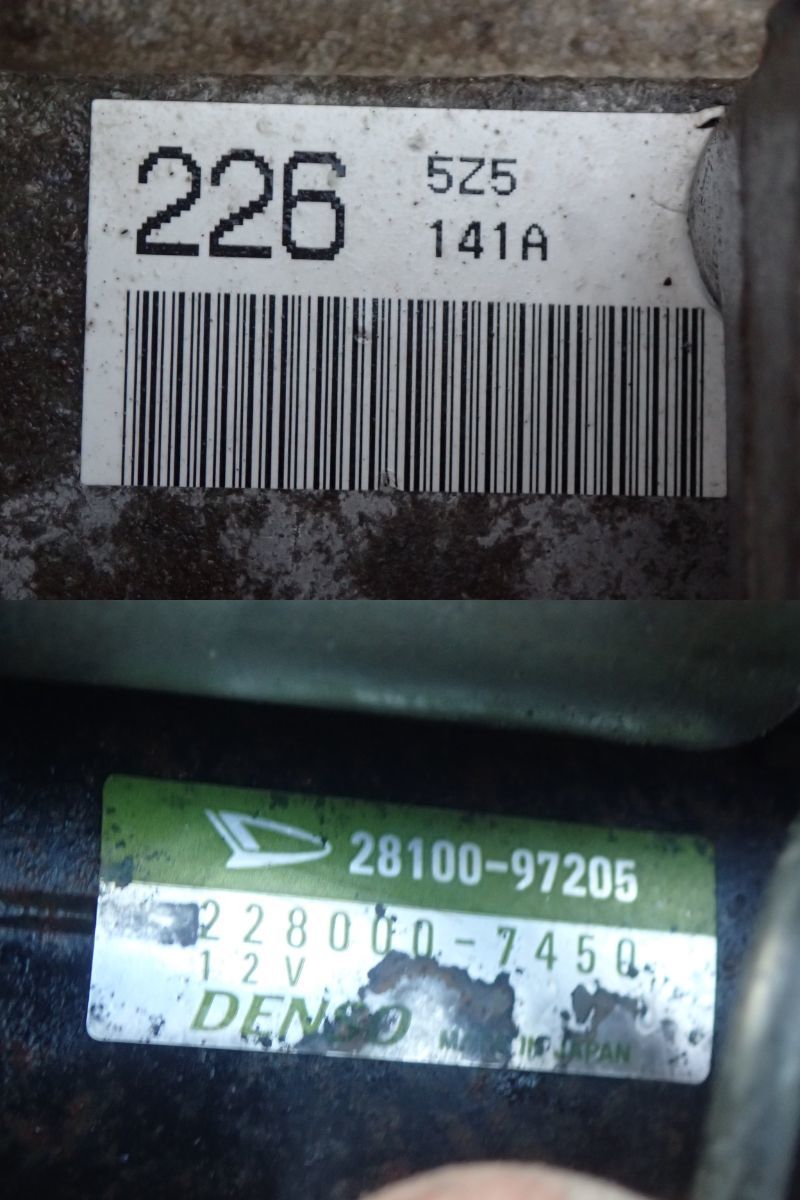 226
5Z5
141A
28100-97205
228000-7450
12V
DENSO
MADE IN JAPAN